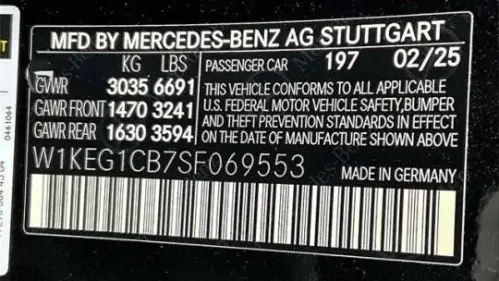 MFD BY MERCEDES-BENZ AG STUTTGART
KG LBS
GVWR 3035 6691
GAWR FRONT 1470 3241
GAWR REAR 1630 3594
PASSENGER CAR 197 02/25
THIS VEHICLE CONFORMS TO ALL APPLICABLE
U.S. FEDERAL MOTOR VEHICLE SAFETY, BUMPER
AND THEFT PREVENTION STANDARDS IN EFFECT
ON THE DATE OF MANUFACTURE SHOWN ABOVE.
W1KEG1CB7SF069553
MADE IN GERMANY
0461064